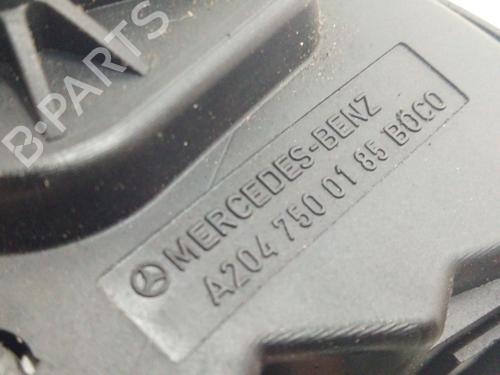 B·PARTS
MERCEDES-BENZ
A204 750 01 85 BÖCO